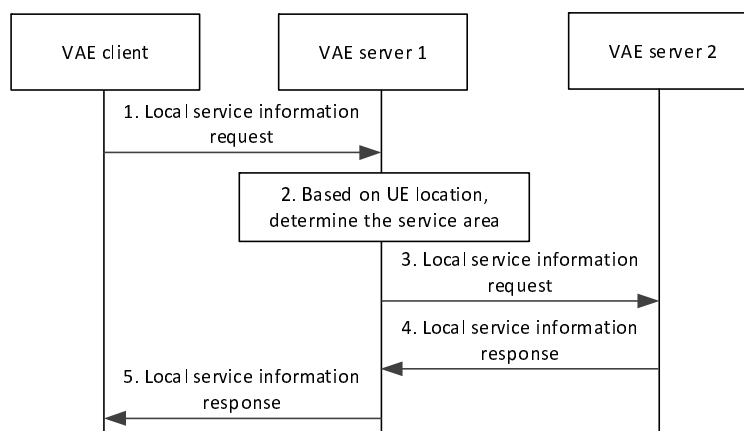 VAE client
VAE server 1
VAE server 2
1. Local service information
request
2. Based on UE location,
determine the service area
3. Local service information
request
4. Local service information
response
5. Local service information
response